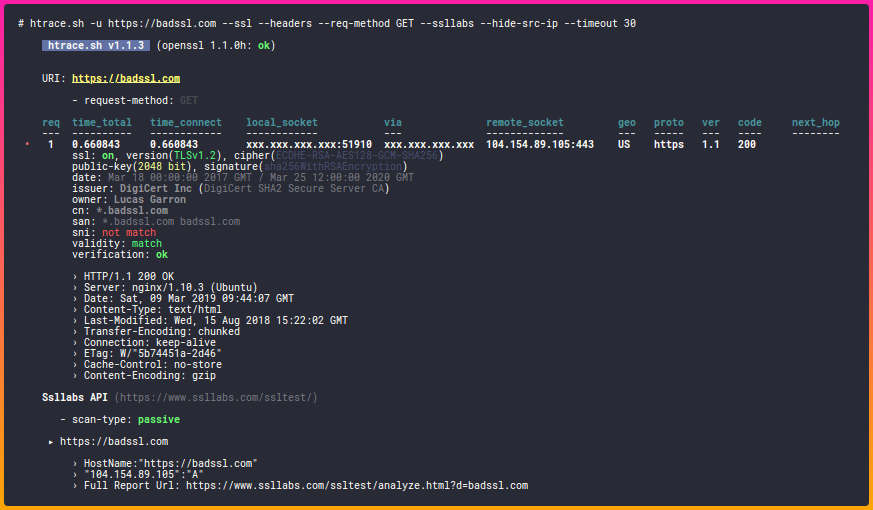 # htrace.sh -u https://badssl.com --ssl --headers --req-method GET --ssllabs --hide-src-ip --timeout 30
htrace.sh v1.1.3 (openssl 1.1.0h: ok)
URI: https://badssl.com
- request-method: GET
req time_total time_connect local_socket via remote_socket geo proto ver code next_hop
--- ---------- ------------ ------------ --- ------------- --- ----- --- ---- --------
• 1 0.660843 0.660843 xxx.xxx.xxx.xxx:51910 xxx.xxx.xxx.xxx 104.154.89.105:443 US https 1.1 200
ssl: on, version(TLSv1.2), cipher(ECDHE-RSA-AES128-GCM-SHA256)
public-key(2048 bit), signature(sha256WithRSAEncryption)
date: Mar 18 00:00:00 2017 GMT / Mar 25 12:00:00 2020 GMT
issuer: DigiCert Inc (DigiCert SHA2 Secure Server CA)
owner: Lucas Garron
cn: *.badssl.com
san: *.badssl.com badssl.com
sni: not match
validity: match
verification: ok
› HTTP/1.1 200 OK
› Server: nginx/1.10.3 (Ubuntu)
› Date: Sat, 09 Mar 2019 09:44:07 GMT
› Content-Type: text/html
› Last-Modified: Wed, 15 Aug 2018 15:22:02 GMT
› Transfer-Encoding: chunked
› Connection: keep-alive
› ETag: W/"5b74451a-2d46"
› Cache-Control: no-store
› Content-Encoding: gzip
Ssllabs API (https://www.ssllabs.com/ssltest/)
- scan-type: passive
▸ https://badssl.com
› HostName:"https://badssl.com"
› "104.154.89.105":"A"
› Full Report Url: https://www.ssllabs.com/ssltest/analyze.html?d=badssl.com